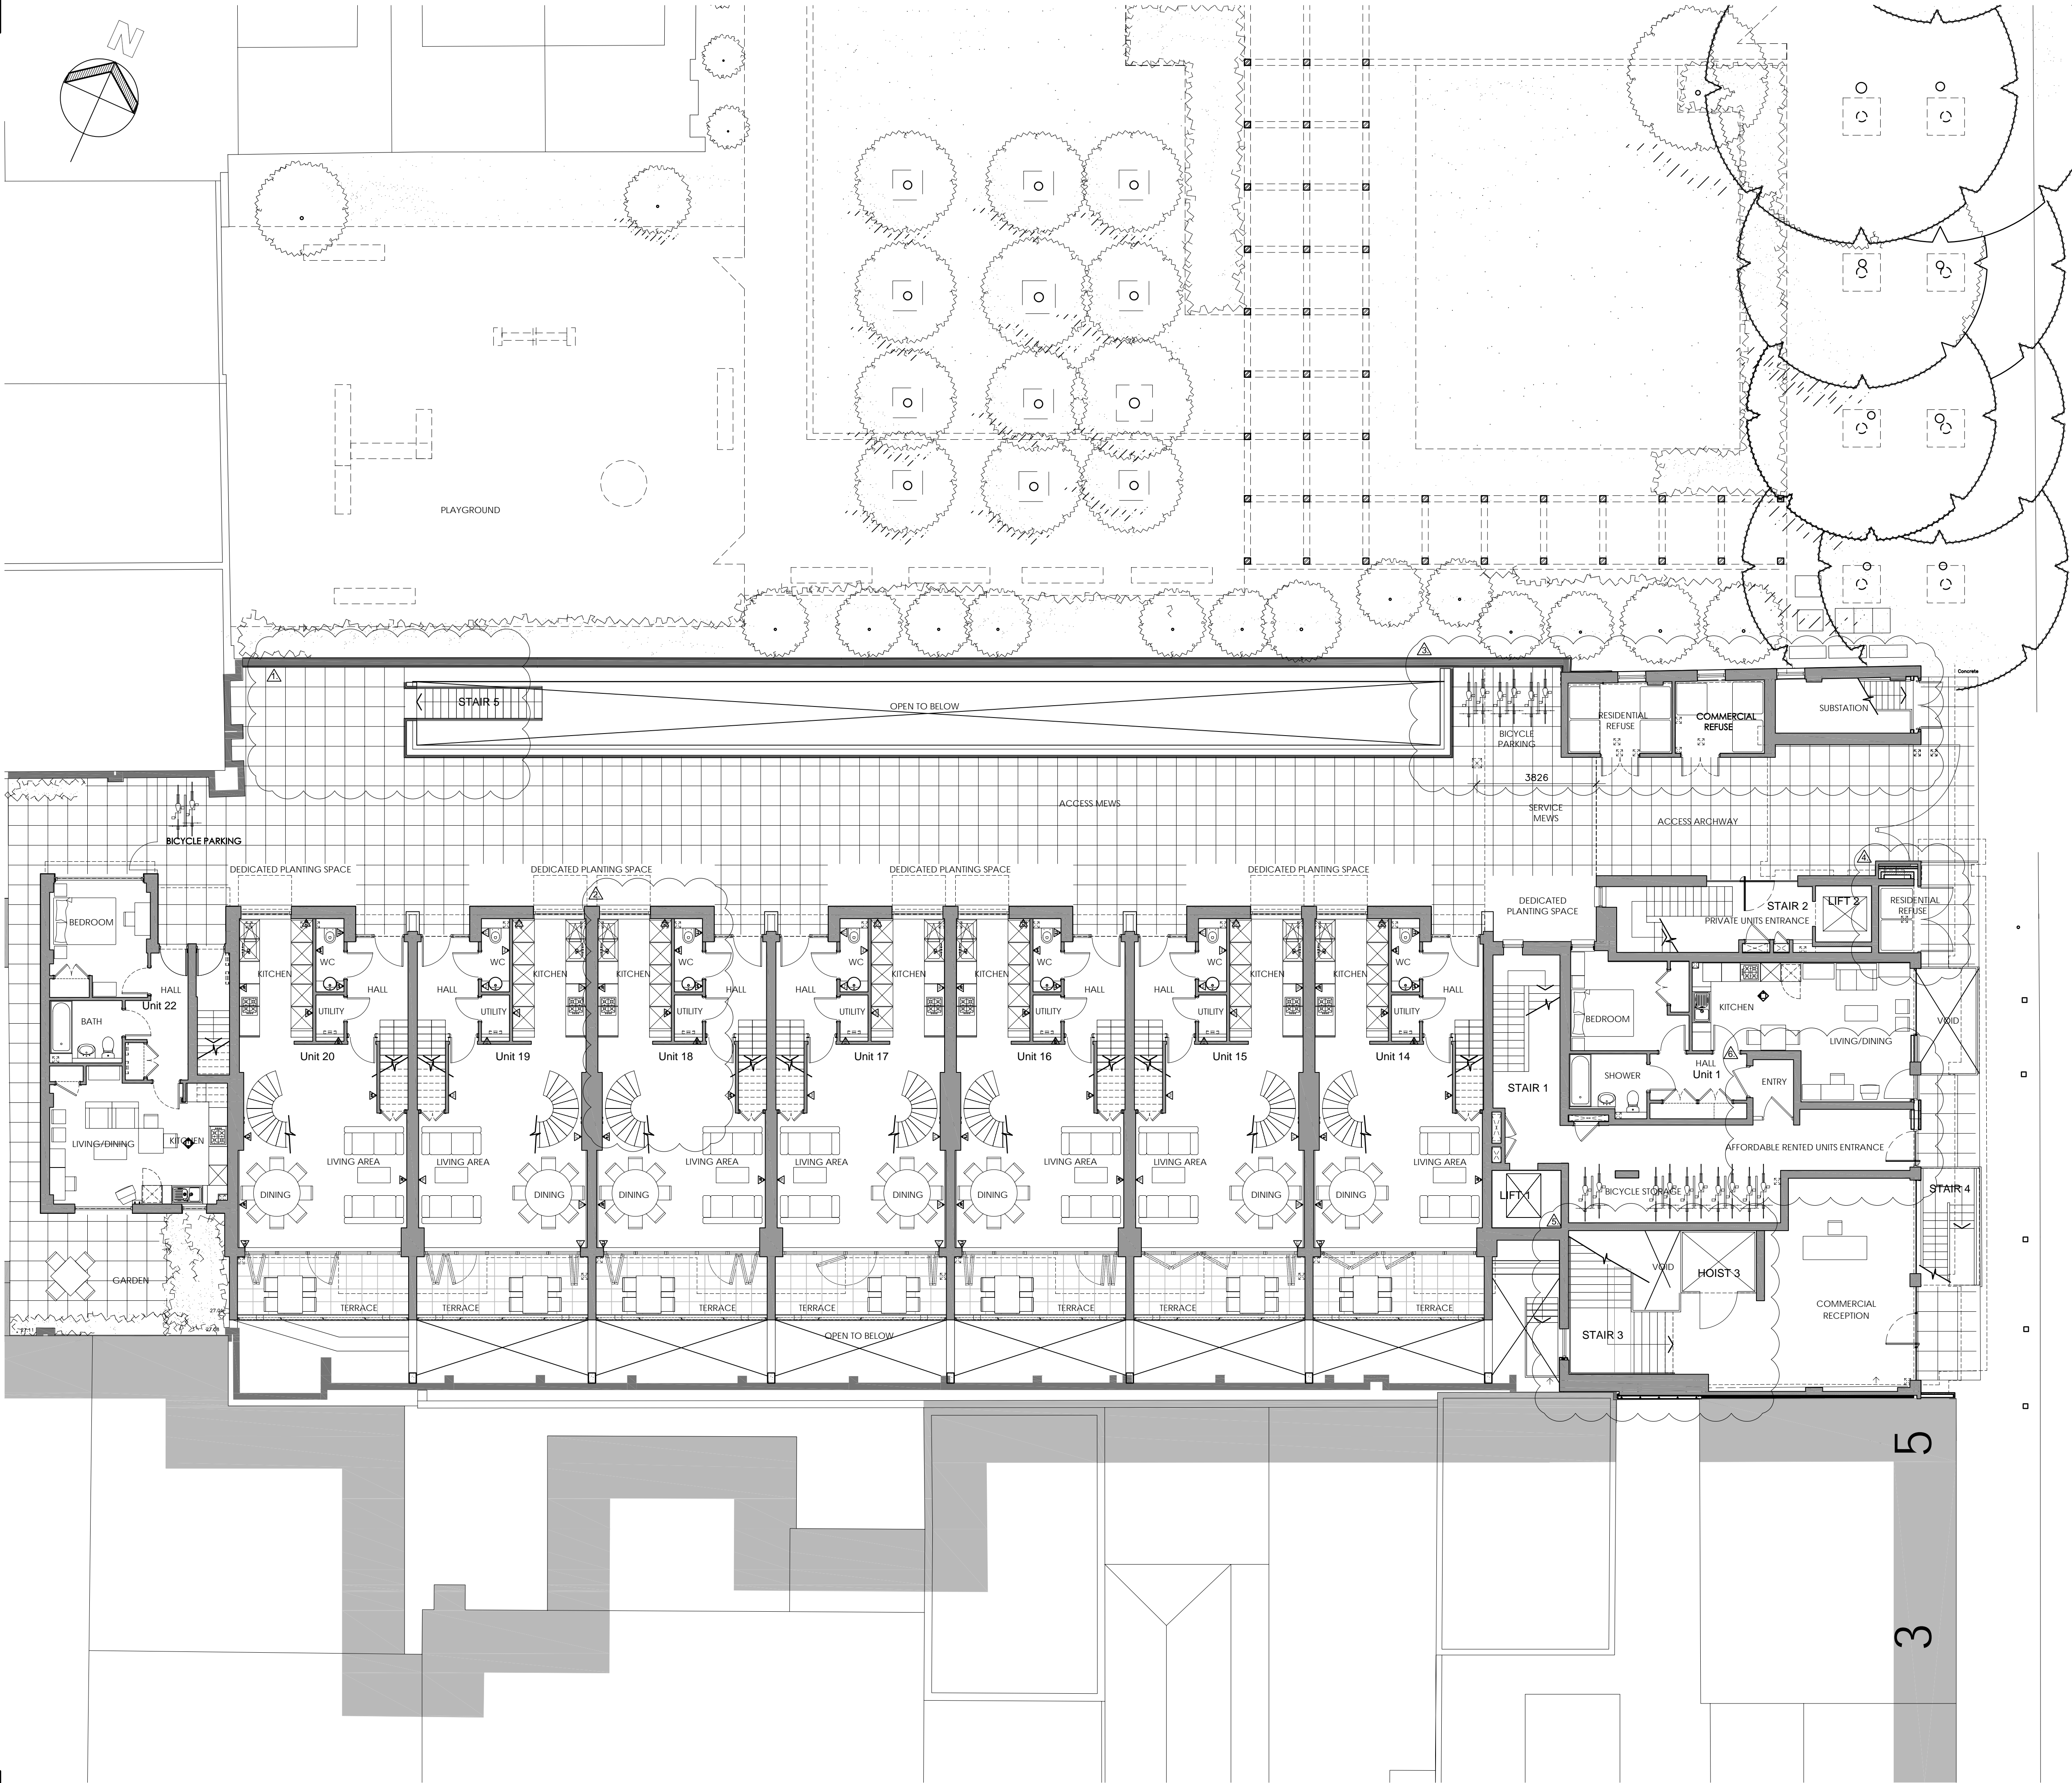 N
PLAYGROUND
1
3
Concrete
STAIR 5
OPEN TO BELOW
BICYCLE
PARKING
RESIDENTIAL
REFUSE
COMMERCIAL
REFUSE
SUBSTATION
3826
ACCESS MEWS
SERVICE
MEWS
ACCESS ARCHWAY
BICYCLE PARKING
4
DEDICATED PLANTING SPACE
DEDICATED PLANTING SPACE
DEDICATED PLANTING SPACE
DEDICATED PLANTING SPACE
2
DEDICATED
PLANTING SPACE
STAIR 2
LIFT 2
RESIDENTIAL
REFUSE
PRIVATE UNITS ENTRANCE
BEDROOM
HALL
Unit 22
BATH
LIVING/DINING
KITCHEN
GARDEN
KITCHEN
WC
HALL
UTILITY
Unit 20
LIVING AREA
DINING
TERRACE
WC
KITCHEN
HALL
UTILITY
Unit 19
LIVING AREA
DINING
TERRACE
KITCHEN
WC
HALL
UTILITY
Unit 18
LIVING AREA
DINING
TERRACE
WC
KITCHEN
HALL
UTILITY
Unit 17
LIVING AREA
DINING
TERRACE
KITCHEN
WC
HALL
UTILITY
Unit 16
LIVING AREA
DINING
TERRACE
WC
KITCHEN
HALL
UTILITY
Unit 15
LIVING AREA
DINING
TERRACE
KITCHEN
WC
HALL
UTILITY
Unit 14
LIVING AREA
DINING
TERRACE
OPEN TO BELOW
STAIR 1
LIFT 1
5
BEDROOM
KITCHEN
VOID
LIVING/DINING
6
HALL
Unit 1
SHOWER
ENTRY
AFFORDABLE RENTED UNITS ENTRANCE
BICYCLE STORAGE
STAIR 4
VOID
HOIST 3
COMMERCIAL
RECEPTION
STAIR 3
5
3